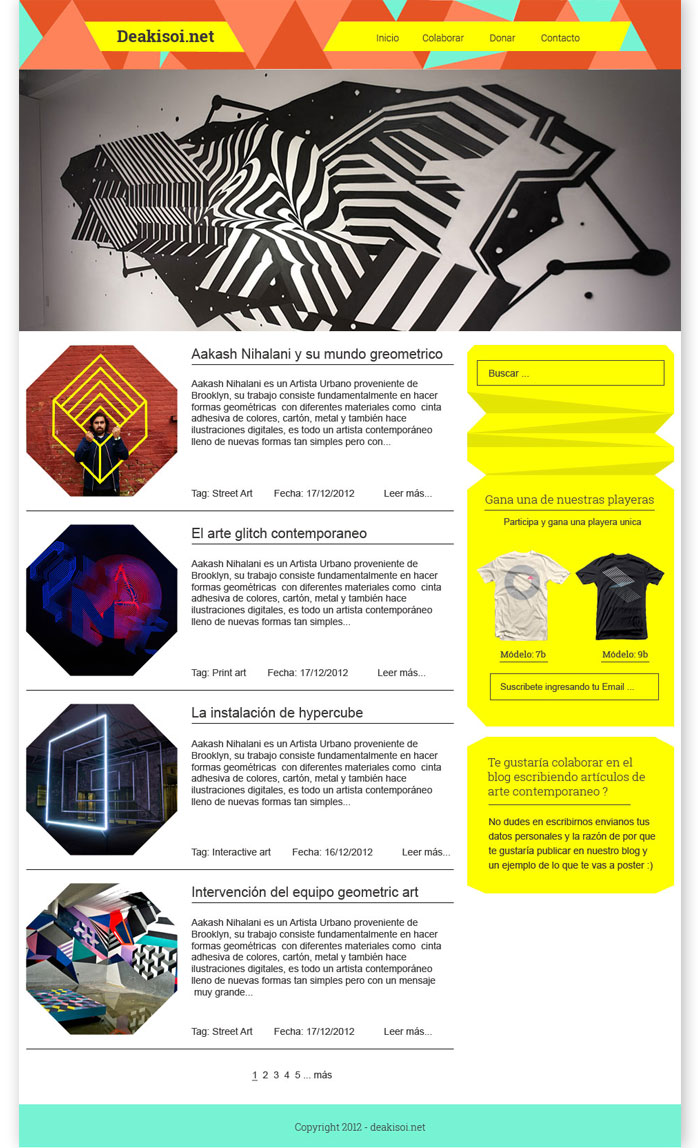 Deakisoi.net
Inicio Colaborar Donar Contacto
Aakash Nihalani y su mundo greometrico
Aakash Nihalani es un Artista Urbano proveniente de
Brooklyn, su trabajo consiste fundamentalmente en hacer
formas geométricas con diferentes materiales como cinta
adhesiva de colores, cartón, metal y también hace
ilustraciones digitales, es todo un artista contemporáneo
lleno de nuevas formas tan simples pero con...
Tag: Street Art Fecha: 17/12/2012 Leer más...
El arte glitch contemporaneo
Aakash Nihalani es un Artista Urbano proveniente de
Brooklyn, su trabajo consiste fundamentalmente en hacer
formas geométricas con diferentes materiales como cinta
adhesiva de colores, cartón, metal y también hace
ilustraciones digitales, es todo un artista contemporáneo
lleno de nuevas formas tan simples...
Tag: Print art Fecha: 17/12/2012 Leer más...
La instalación de hypercube
Aakash Nihalani es un Artista Urbano proveniente de
Brooklyn, su trabajo consiste fundamentalmente en hacer
formas geométricas con diferentes materiales como cinta
adhesiva de colores, cartón, metal y también hace
ilustraciones digitales, es todo un artista contemporáneo
lleno de nuevas formas tan simples...
Tag: Interactive art Fecha: 16/12/2012 Leer más...
Intervención del equipo geometric art
Aakash Nihalani es un Artista Urbano proveniente de
Brooklyn, su trabajo consiste fundamentalmente en hacer
formas geométricas con diferentes materiales como cinta
adhesiva de colores, cartón, metal y también hace
ilustraciones digitales, es todo un artista contemporáneo
lleno de nuevas formas tan simples pero con un mensaje
muy grande...
Tag: Street Art Fecha: 17/12/2012 Leer más...
1 2 3 4 5 ... más
Buscar ...
Gana una de nuestras playeras
Participa y gana una playera unica
Módelo: 7b Módelo: 9b
Suscribete ingresando tu Email ...
Te gustaría colaborar en el
blog escribiendo artículos de
arte contemporaneo ?
No dudes en escribirnos envianos tus
datos personales y la razón de por que
te gustaría publicar en nuestro blog y
un ejemplo de lo que te vas a poster :)
Copyright 2012 - deakisoi.net